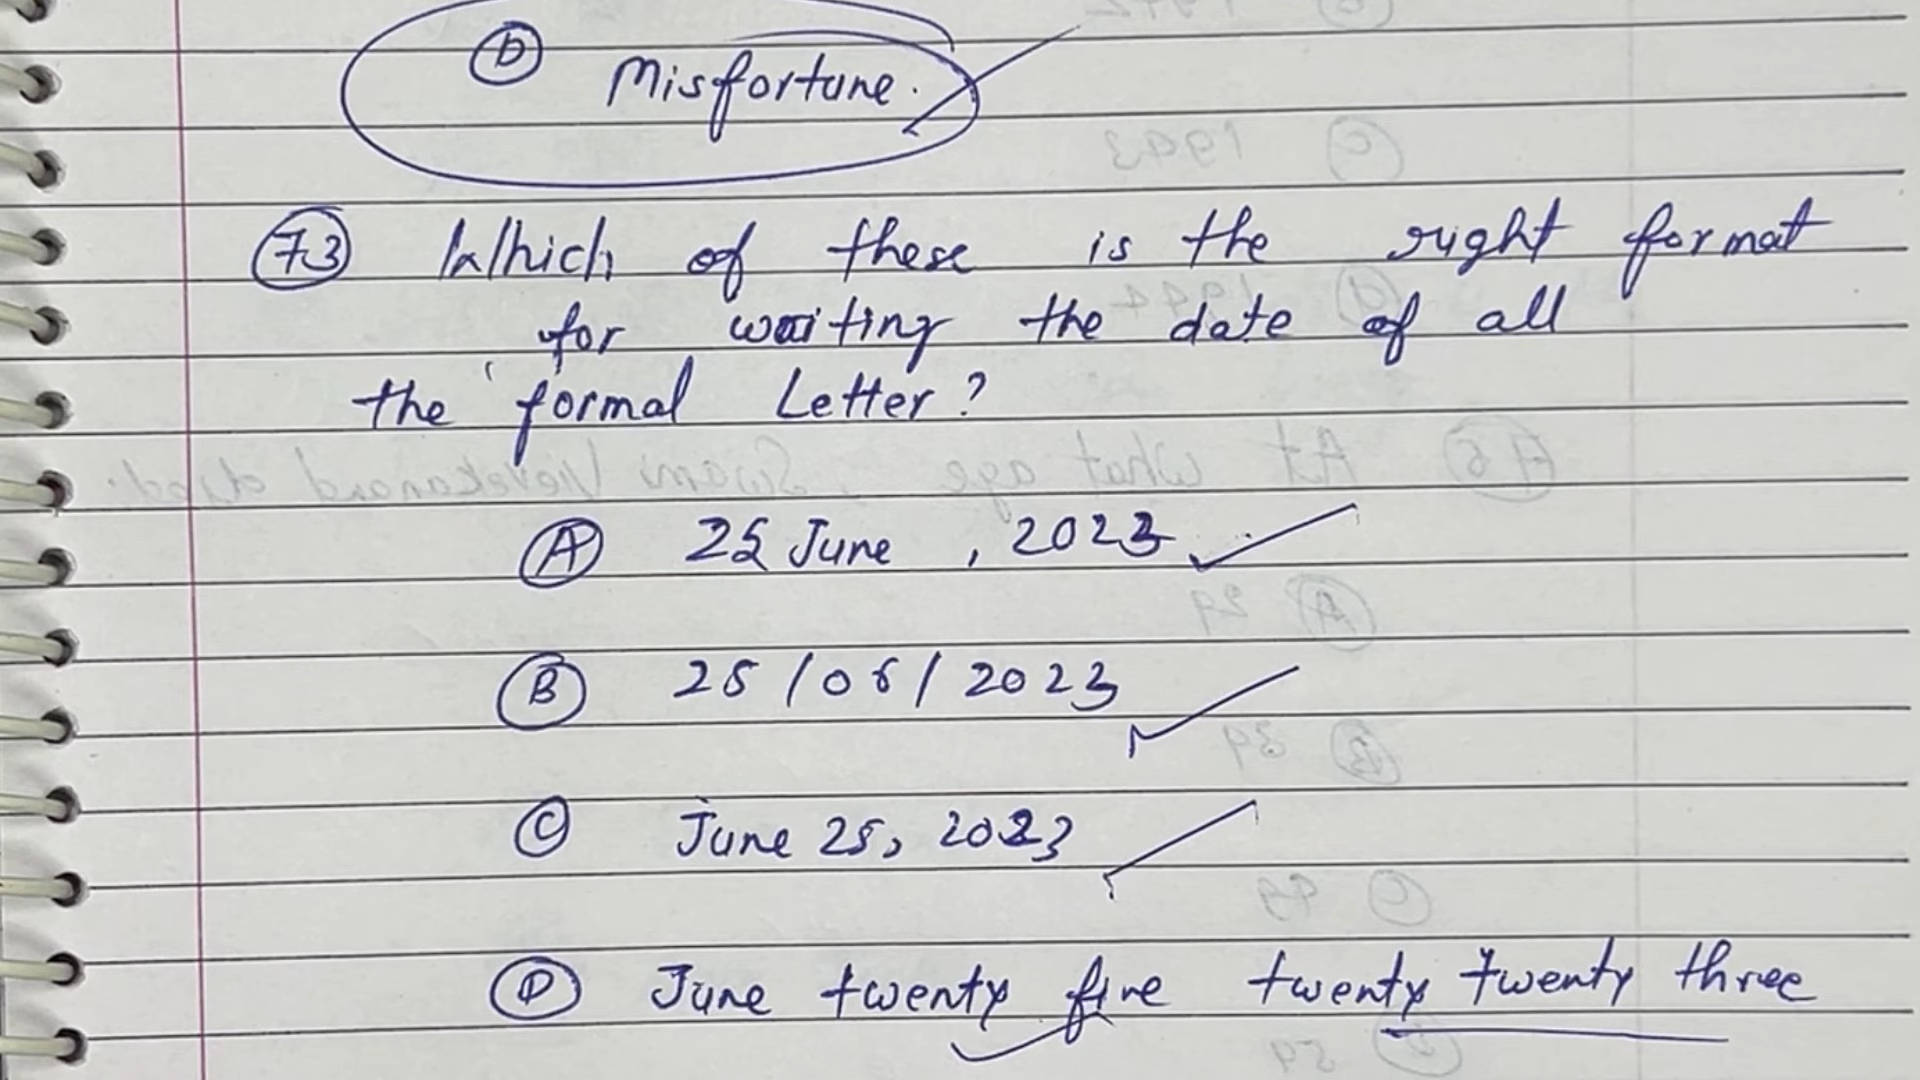 (D) Misfortune.
(73) Which of these is the right format
for writing the date of all
the formal Letter?
(A) 25 June , 2023
(B) 25/06/2023
(C) June 25, 2023
(D) June twenty five twenty twenty three